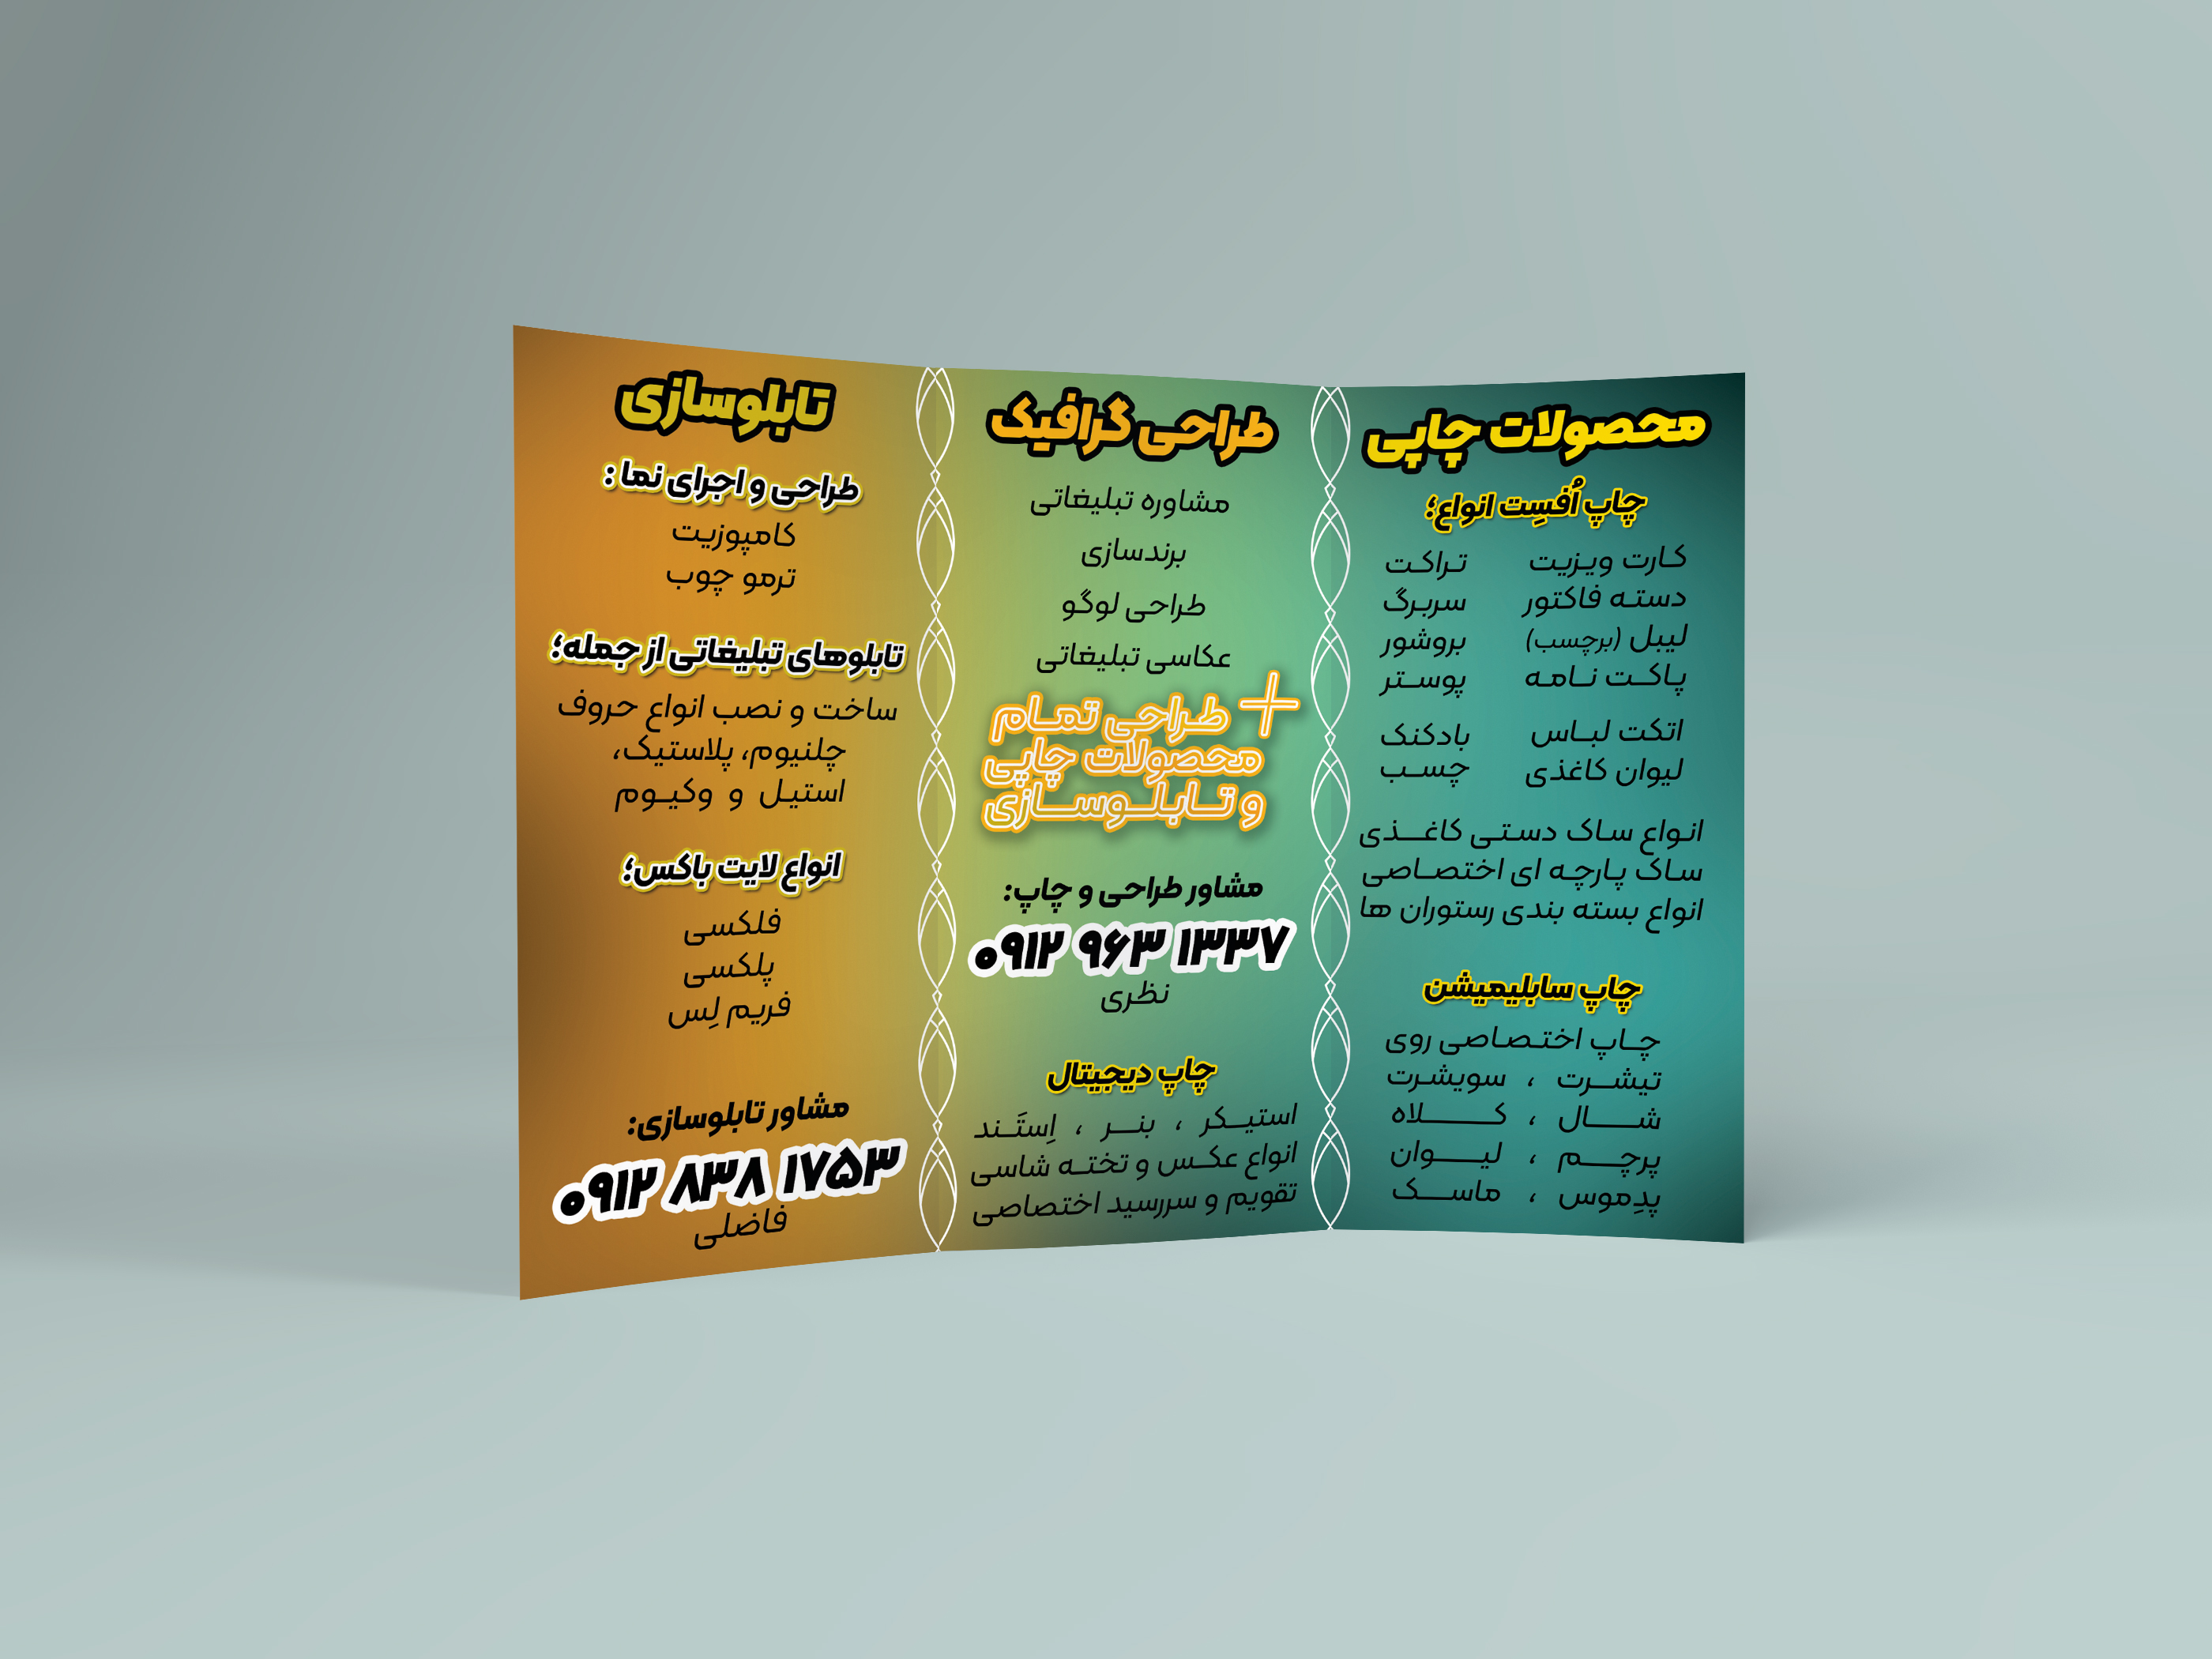 محصولات چاپی
چاپ اُفسِت انواع؛
کارت ویزیت تراکت
دسته فاکتور سربرگ
لیبل (برچسب) بروشور
پاکت نامه پوستر
اتکت لباس بادکنک
لیوان کاغذی چسب
انواع ساک دستی کاغذی
ساک پارچه ای اختصاصی
انواع بسته بندی رستوران ها
چاپ سابلیمیشن
چاپ اختصاصی روی
تیشرت ، سویشرت
شال ، کلاه
پرچم ، لیوان
پدِموس ، ماسک
طراحی گرافیک
مشاوره تبلیغاتی
برندسازی
طراحی لوگو
عکاسی تبلیغاتی
+ طراحی تمام
محصولات چاپی
و تابلوسازی
مشاور طراحی و چاپ:
۰۹۱۲ ۹۶۳ ۱۳۳۷
نظری
چاپ دیجیتال
استیکر ، بنر ، اِستَند
انواع عکس و تخته شاسی
تقویم و سررسید اختصاصی
تابلوسازی
طراحی و اجرای نما :
کامپوزیت
ترمو چوب
تابلوهای تبلیغاتی از جمله؛
ساخت و نصب انواع حروف
چلنیوم، پلاستیک،
استیل و وکیوم
انواع لایت باکس؛
فلکسی
پلکسی
فریم لِس
مشاور تابلوسازی:
۰۹۱۲ ۸۳۸ ۱۷۵۳
فاضلی